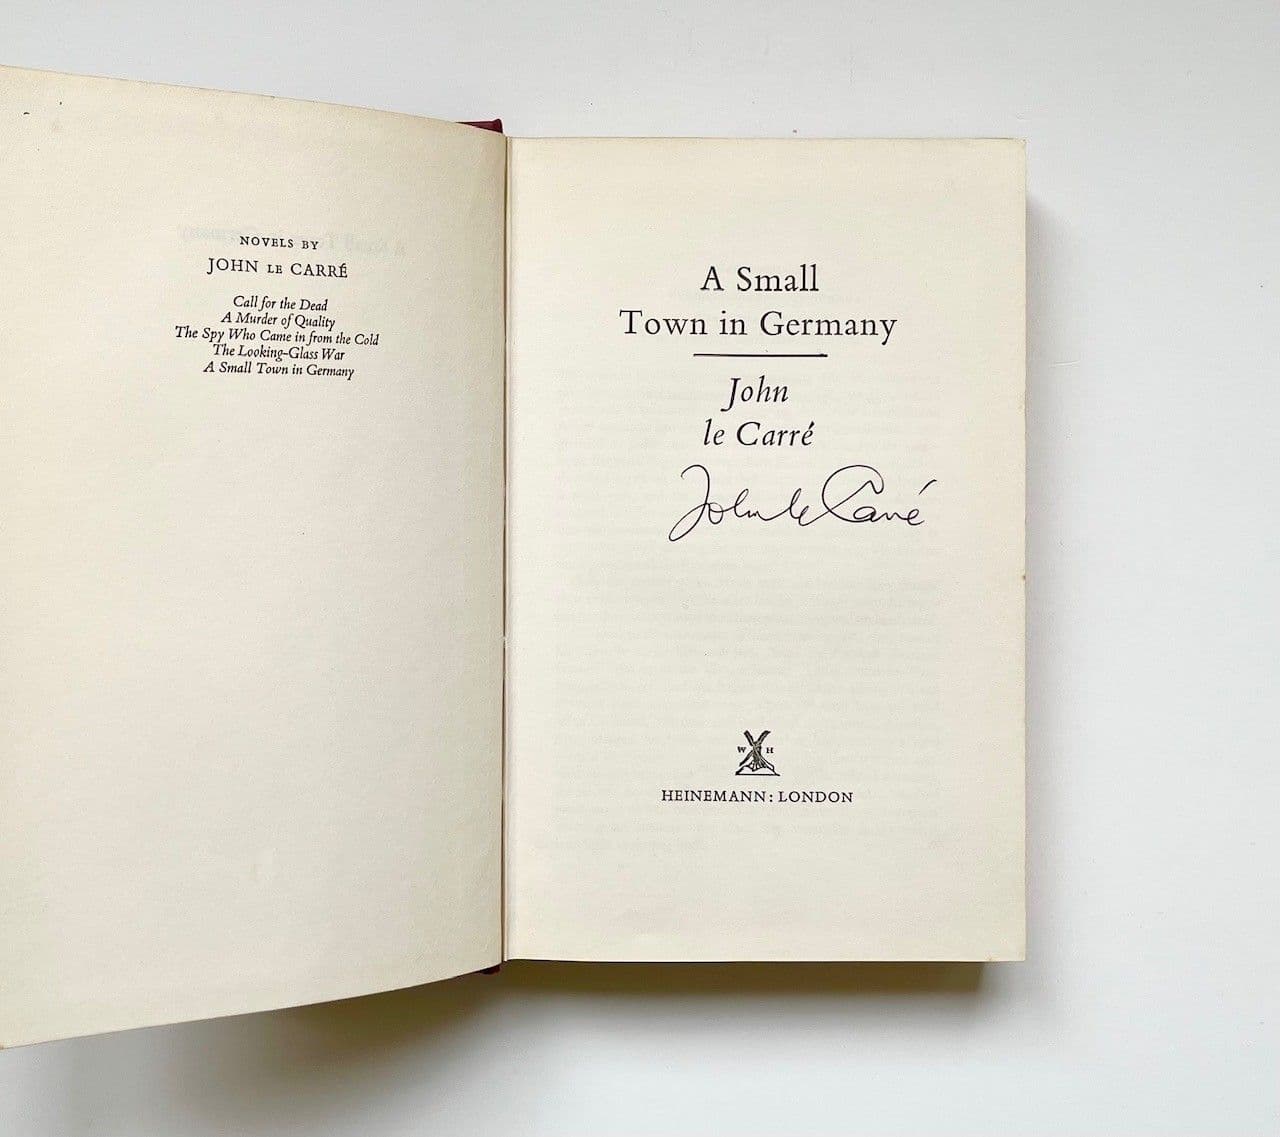 NOVELS BY
JOHN LE CARRÉ
Call for the Dead
A Murder of Quality
The Spy Who Came in from the Cold
The Looking-Glass War
A Small Town in Germany
A Small
Town in Germany
John
le Carré
John le Carré
W H
HEINEMANN: LONDON